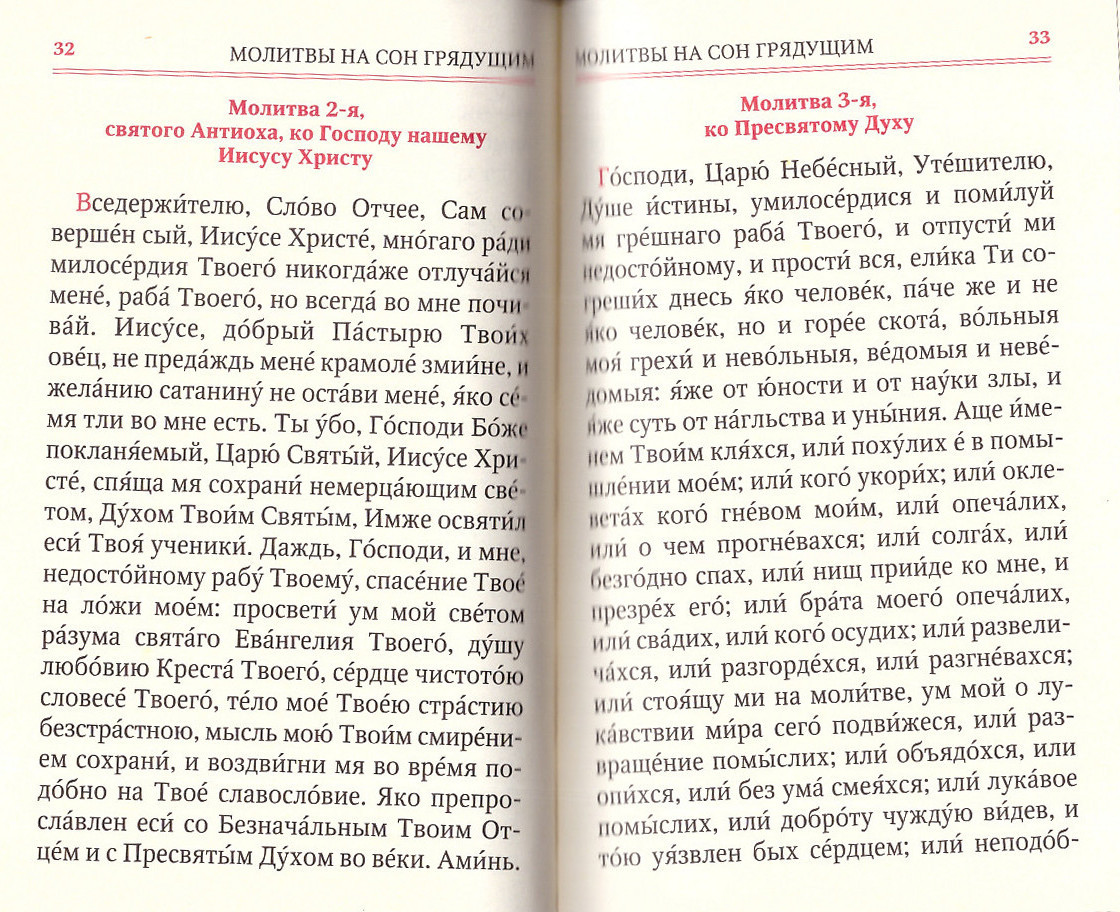 32
МОЛИТВЫ НА СОН ГРЯДУЩИМ
Молитва 2-я,
святого Антиоха, ко Господу нашему
Иисусу Христу
Вседержи́телю, Сло́во Отчее, Сам со-
верше́н сый, Иису́се Христе́, мно́гаго ра́ди
милосе́рдия Твоего́ никогда́же отлуча́йся
мене́, раба́ Твоего́, но всегда́ во мне почи-
ва́й. Иису́се, до́брый Па́стырю Твои́х
ове́ц, не преда́ждь мене́ крамоле́ змии́не, и
жела́нию сатанину́ не оста́ви мене́, я́ко се́-
мя тли во мне есть. Ты у́бо, Го́споди Бо́же
покланя́емый, Царю́ Святы́й, Иису́се Хри-
сте́, спя́ща мя сохрани́ немерца́ющим све́-
том, Ду́хом Твои́м Святы́м, Имже освяти́л
еси́ Твоя́ ученики́. Даждь, Го́споди, и мне,
недосто́йному рабу́ Твоему́, спасе́ние Твое́
на ло́жи мое́м: просвети́ ум мой све́том
ра́зума свята́го Ева́нгелия Твоего́, ду́шу
любо́вию Креста́ Твоего́, се́рдце чистото́ю
словесе́ Твоего́, те́ло мое́ Твое́ю стра́стию
безстра́стною, мысль мою́ Твои́м смире́ни-
ем сохрани́, и воздви́гни мя во вре́мя по-
до́бно на Твое́ славосло́вие. Яко препро-
сла́влен еси́ со Безнача́льным Твоим От-
це́м и с Пресвяты́м Ду́хом во ве́ки. Ами́нь.
33
МОЛИТВЫ НА СОН ГРЯДУЩИМ
Молитва 3-я,
ко Пресвятому Духу
Го́споди, Царю́ Небе́сный, Уте́шителю,
Ду́ше и́стины, умилосе́рдися и поми́луй
мя гре́шнаго раба́ Твоего́, и отпусти́ ми
недосто́йному, и прости́ вся, ели́ка Ти со-
греши́х днесь я́ко челове́к, па́че же и не
я́ко челове́к, но и горе́е скота́, во́льныя
моя́ грехи́ и нево́льныя, ве́домыя и неве́-
домыя: я́же от ю́ности и от нау́ки злы, и
я́же суть от на́гльства и уны́ния. Аще и́ме-
нем Твои́м кля́хся, или́ поху́лих е́ в помы-
шле́нии мое́м; или́ кого́ укори́х; или́ окле-
вета́х кого́ гне́вом мои́м, или́ опеча́лих,
или́ о чем прогне́вахся; или́ солга́х, или́
безго́дно спах, или́ нищ прии́де ко мне, и
презре́х его́; или́ бра́та моего́ опеча́лих,
или́ сва́дих, или́ кого́ осуди́х; или́ развели-
ча́хся, или́ разгорде́хся, или́ разгне́вахся;
или́ стоя́щу ми на моли́тве, ум мой о лу-
ка́вствии ми́ра сего́ подви́жеся, или́ раз-
враще́ние помы́слих; или́ объядо́хся, или
опи́хся, или́ без ума́ смея́хся; или́ лука́вое
помы́слих, или́ добро́ту чужду́ю ви́дев, и
то́ю уя́звлен бых се́рдцем; или́ неподо́б-